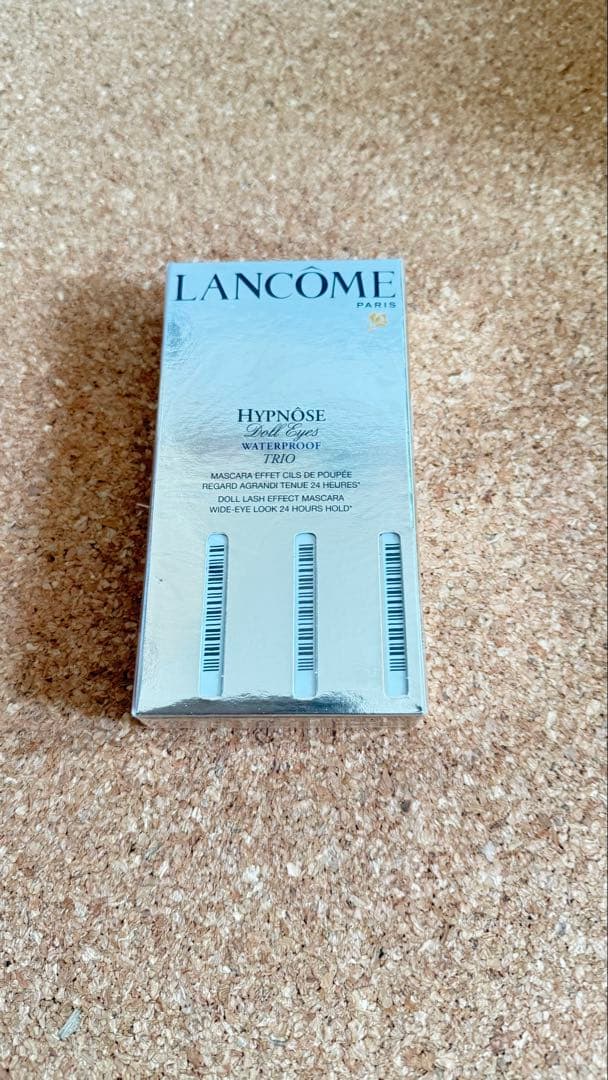 LANCÔME
PARIS
HYPNÔSE
Doll Eyes
WATERPROOF
TRIO
MASCARA EFFET CILS DE POUPÉE
REGARD AGRANDI TENUE 24 HEURES*
DOLL LASH EFFECT MASCARA
WIDE-EYE LOOK 24 HOURS HOLD*